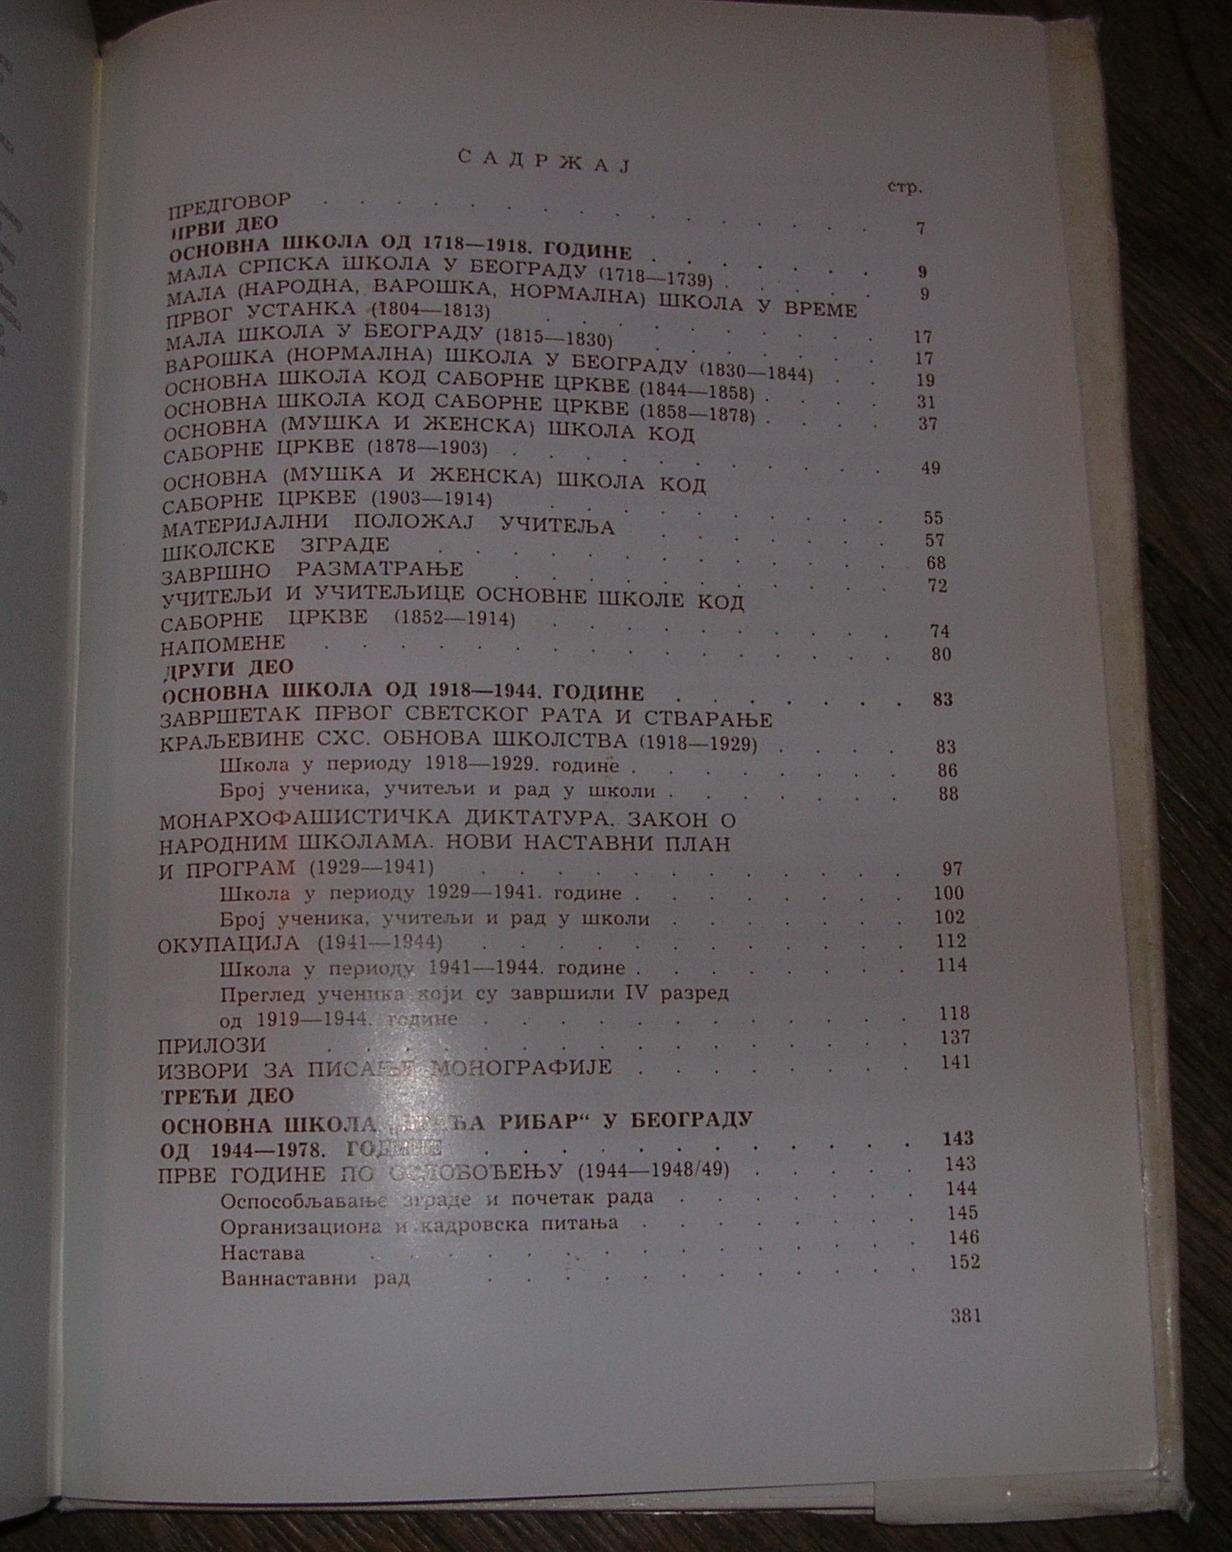 САДРЖАЈ
стр.
ПРЕДГОВОР . . . . . . . . . . . . . . . . 7
ПРВИ ДЕО
ОСНОВНА ШКОЛА ОД 1718—1918. ГОДИНЕ . . . . . . . 9
МАЛА СРПСКА ШКОЛА У БЕОГРАДУ (1718—1739) . . . . . 9
МАЛА (НАРОДНА, ВАРОШКА, НОРМАЛНА) ШКОЛА У ВРЕМЕ
ПРВОГ УСТАНКА (1804—1813) . . . . . . . . . . 17
МАЛА ШКОЛА У БЕОГРАДУ (1815—1830) . . . . . . . 17
ВАРОШКА (НОРМАЛНА) ШКОЛА У БЕОГРАДУ (1830—1844) . . 19
ОСНОВНА ШКОЛА КОД САБОРНЕ ЦРКВЕ (1844—1858) . . . . 31
ОСНОВНА ШКОЛА КОД САБОРНЕ ЦРКВЕ (1858—1878) . . . . 37
ОСНОВНА (МУШКА И ЖЕНСКА) ШКОЛА КОД
САБОРНЕ ЦРКВЕ (1878—1903) . . . . . . . . . . . 49
ОСНОВНА (МУШКА И ЖЕНСКА) ШКОЛА КОД
САБОРНЕ ЦРКВЕ (1903—1914) . . . . . . . . . . 55
МАТЕРИЈАЛНИ ПОЛОЖАЈ УЧИТЕЉА . . . . . . . 57
ШКОЛСКЕ ЗГРАДЕ . . . . . . . . . . . . . 68
ЗАВРШНО РАЗМАТРАЊЕ . . . . . . . . . . . 72
УЧИТЕЉИ И УЧИТЕЉИЦЕ ОСНОВНЕ ШКОЛЕ КОД
САБОРНЕ ЦРКВЕ (1852—1914) . . . . . . . . . . 74
НАПОМЕНЕ . . . . . . . . . . . . . . . . 80
ДРУГИ ДЕО
ОСНОВНА ШКОЛА ОД 1918—1944. ГОДИНЕ . . . . . . . 83
ЗАВРШЕТАК ПРВОГ СВЕТСКОГ РАТА И СТВАРАЊЕ
КРАЉЕВИНЕ СХС. ОБНОВА ШКОЛСТВА (1918—1929) . . . . 83
Школа у периоду 1918—1929. године . . . . . . . . 86
Број ученика, учитељи и рад у школи . . . . . . . 88
МОНАРХОФАШИСТИЧКА ДИКТАТУРА. ЗАКОН О
НАРОДНИМ ШКОЛАМА. НОВИ НАСТАВНИ ПЛАН
И ПРОГРАМ (1929—1941) . . . . . . . . . . . . 97
Школа у периоду 1929—1941. године . . . . . . . . 100
Број ученика, учитељи и рад у школи . . . . . . . 102
ОКУПАЦИЈА (1941—1944) . . . . . . . . . . . . 112
Школа у периоду 1941—1944. године . . . . . . . . 114
Преглед ученика који су завршили IV разред
од 1919—1944. године . . . . . . . . . . . . 118
ПРИЛОЗИ . . . . . . . . . . . . . . . . 137
ИЗВОРИ ЗА ПИСАЊЕ МОНОГРАФИЈЕ . . . . . . . . 141
ТРЕЋИ ДЕО
ОСНОВНА ШКОЛА „БРАЋА РИБАР“ У БЕОГРАДУ
ОД 1944—1978. ГОДИНЕ . . . . . . . . . . . . 143
ПРВЕ ГОДИНЕ ПО ОСЛОБОЂЕЊУ (1944—1948/49) . . . . . 143
Оспособљавање зграде и почетак рада . . . . . . . 144
Организациона и кадровска питања . . . . . . . . 145
Настава . . . . . . . . . . . . . . . 146
Ваннаставни рад . . . . . . . . . . . . 152
381